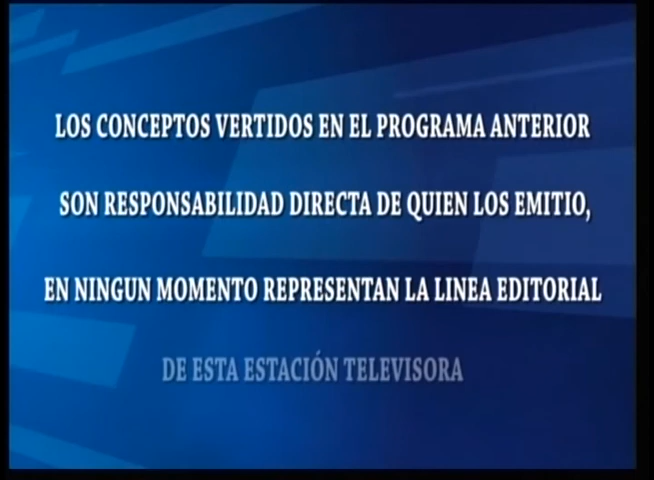 LOS CONCEPTOS VERTIDOS EN EL PROGRAMA ANTERIOR
SON RESPONSABILIDAD DIRECTA DE QUIEN LOS EMITIO,
EN NINGUN MOMENTO REPRESENTAN LA LINEA EDITORIAL
DE ESTA ESTACIÓN TELEVISORA